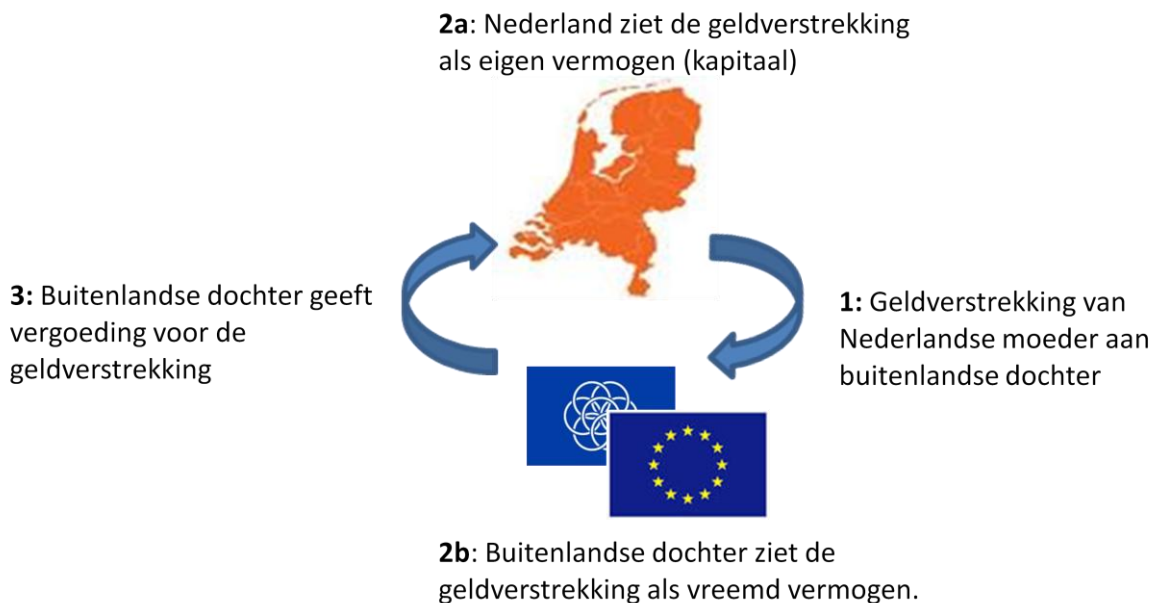 2a: Nederland ziet de geldverstrekking
als eigen vermogen (kapitaal)
3: Buitenlandse dochter geeft
vergoeding voor de
geldverstrekking
1: Geldverstrekking van
Nederlandse moeder aan
buitenlandse dochter
2b: Buitenlandse dochter ziet de
geldverstrekking als vreemd vermogen.